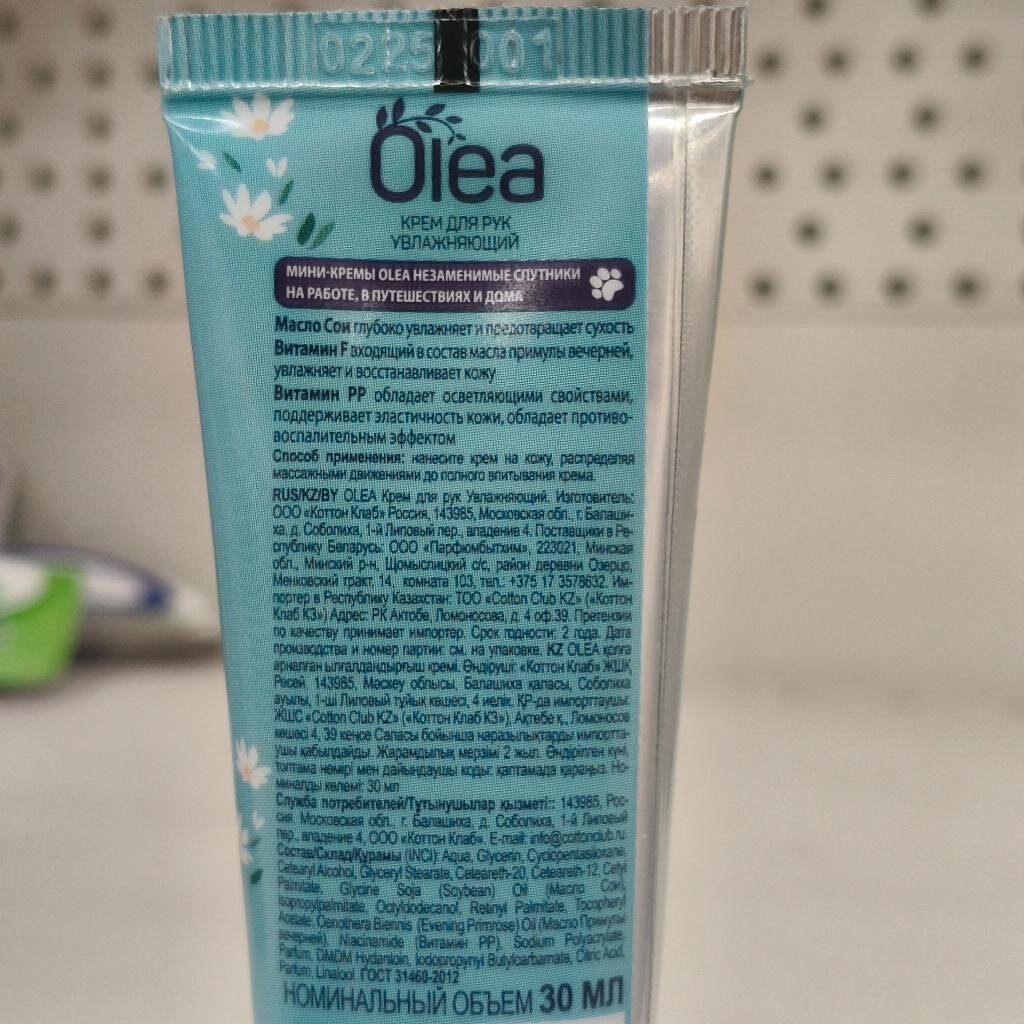 0225 001
Olea
КРЕМ ДЛЯ РУК
УВЛАЖНЯЮЩИЙ
МИНИ-КРЕМЫ OLEA НЕЗАМЕНИМЫЕ СПУТНИКИ
НА РАБОТЕ, В ПУТЕШЕСТВИЯХ И ДОМА
Масло Сои глубоко увлажняет и предотвращает сухость
Витамин F входящий в состав масла примулы вечерней,
увлажняет и восстанавливает кожу
Витамин РР обладает осветляющими свойствами,
поддерживает эластичность кожи, обладает противо-
воспалительным эффектом
Способ применения: нанесите крем на кожу, распределяя
массажными движениями до полного впитывания крема.
RUS/KZ/BY OLEA Крем для рук Увлажняющий. Изготовитель:
ООО «Коттон Клаб» Россия, 143985, Московская обл., г. Балаши-
ха, д. Соболиха, 1-й Липовый пер., владение 4. Поставщики в Ре-
спублику Беларусь: ООО «Парфюмбытхим», 223021, Минская
обл., Минский р-н, Щомыслицкий с/с, район деревни Озерцо,
Менковский тракт, 14, комната 103, тел.: +375 17 3578632. Им-
портер в Республику Казахстан: ТОО «Cotton Club KZ» («Коттон
Клаб КЗ») Адрес: РК Актобе, Ломоносова, д. 4 оф.39. Претензии
по качеству принимает импортер. Срок годности: 2 года. Дата
производства и номер партии: см. на упаковке. KZ OLEA қолға
арналған ылғалдандырғыш кремі. Өндіруші: «Коттон Клаб» ЖШҚ
Ресей, 143985, Мәскеу облысы, Балашиха қаласы, Соболиха
ауылы, 1-ші Липовый тұйық көшесі, 4 иелік. ҚР-да импорттаушы:
ЖШС «Cotton Club KZ» («Коттон Клаб КЗ»), Ақтөбе қ., Ломоносов
көшесі 4, 39 кеңсе Сапасы бойынша наразылықтарды импортта-
ушы қабылдайды. Жарамдылық мерзімі 2 жыл. Өндірілген күні,
топтама нөмірі мен дайындаушы коды: қаптамада қараңыз. Но-
миналды көлемі: 30 мл
Служба потребителей/Тұтынушылар қызметі:: 143985, Рос-
сия, Московская обл., г. Балашиха, д. Соболиха, 1-й Липовый
пер., владение 4, ООО «Коттон Клаб». E-mail: info@cottonclub.ru.
Состав/Склад/Құрамы (INCI): Aqua, Glycerin, Cyclopentasiloxane,
Cetearyl Alcohol, Glyceryl Stearate, Ceteareth-20, Ceteareth-12, Cetyl
Palmitate, Glycine Soja (Soybean) Oil (Масло Сои),
Isopropylpalmitate, Octyldodecanol, Retinyl Palmitate, Tocopheryl
Acetate, Oenothera Biennis (Evening Primrose) Oil (Масло Примулы
вечерней), Niacinamide (Витамин РР), Sodium Polyacrylate,
Parfum, DMDM Hydantoin, Iodopropynyl Butylcarbamate, Citric Acid,
Parfum, Linalool. ГОСТ 31460-2012
НОМИНАЛЬНЫЙ ОБЪЕМ 30 МЛ